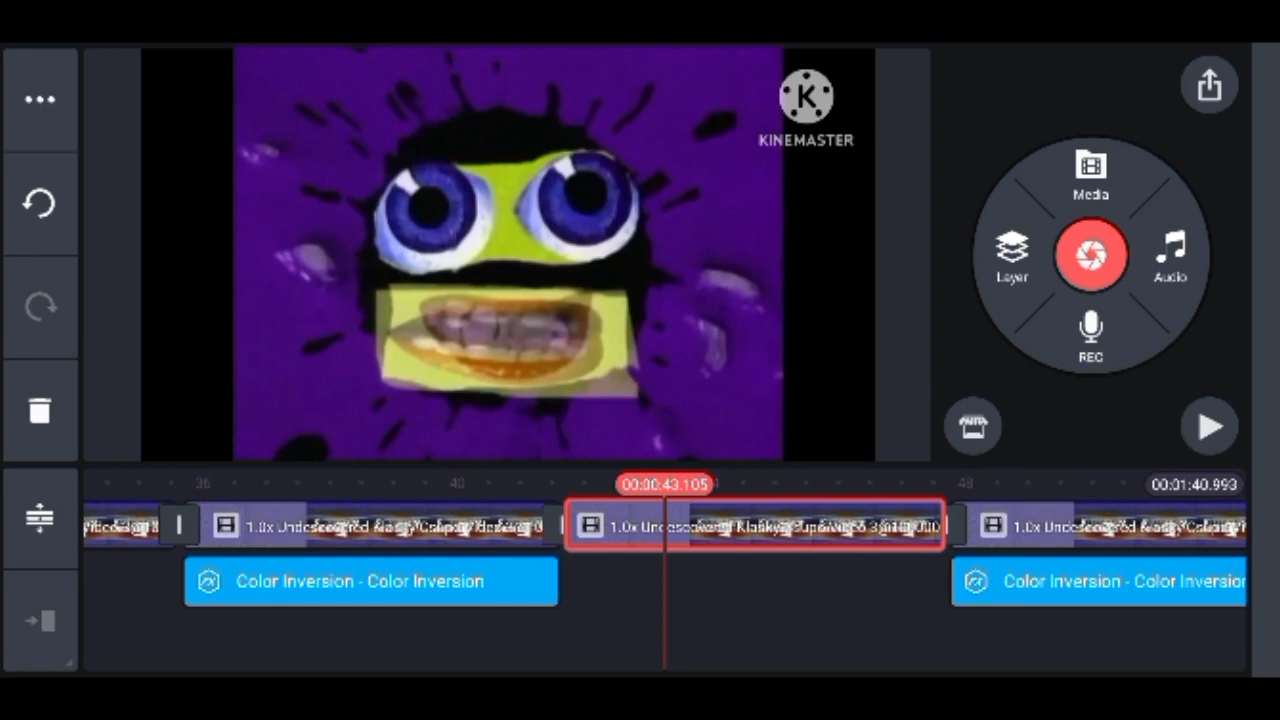 K
KINEMASTER
Media
Layer
Audio
REC
36
40
00:00:43.105
48
00:01:40.993
1.0x
1.0x
1.0x
Color Inversion - Color Inversion
Color Inversion - Color Inversion